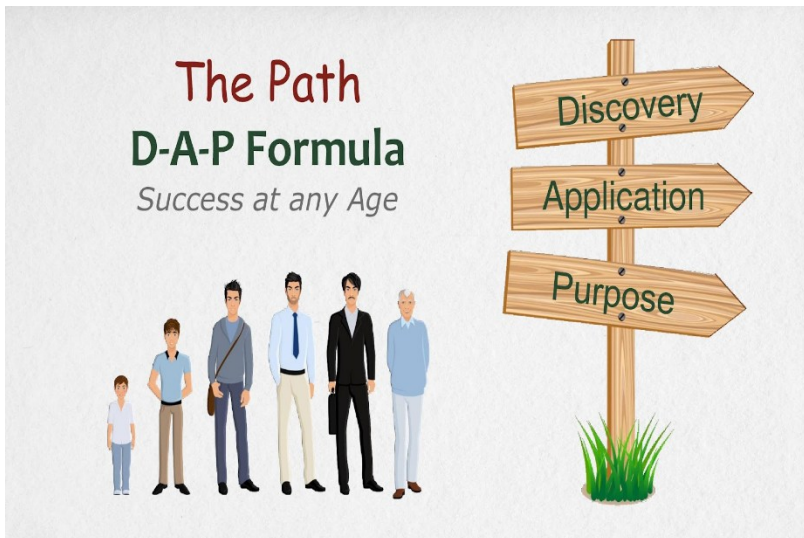 The Path
D-A-P Formula
Success at any Age
Discovery
Application
Purpose